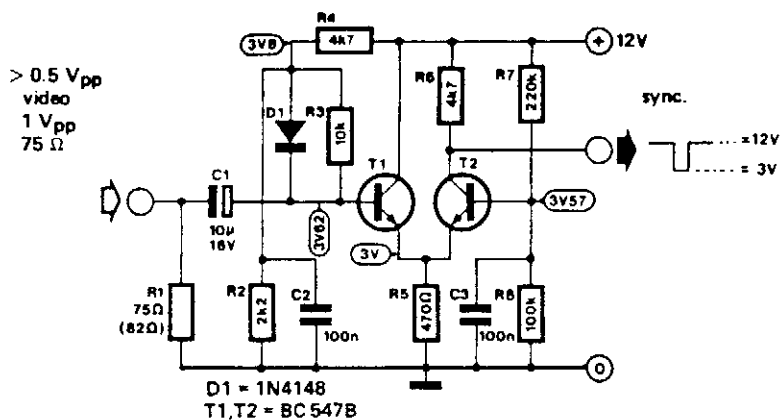 > 0.5 Vpp
video
1 Vpp
75 Ω
3V8
R4
4k7
12V
D1
R3
10k
R6
4k7
R7
220k
sync.
=12V
= 3V
T1
T2
C1
10µ
16V
3V62
3V
3V57
R1
75Ω
(82Ω)
R2
2k2
C2
100n
R5
470Ω
C3
100n
R8
100k
0
D1 = 1N4148
T1,T2 = BC 547B